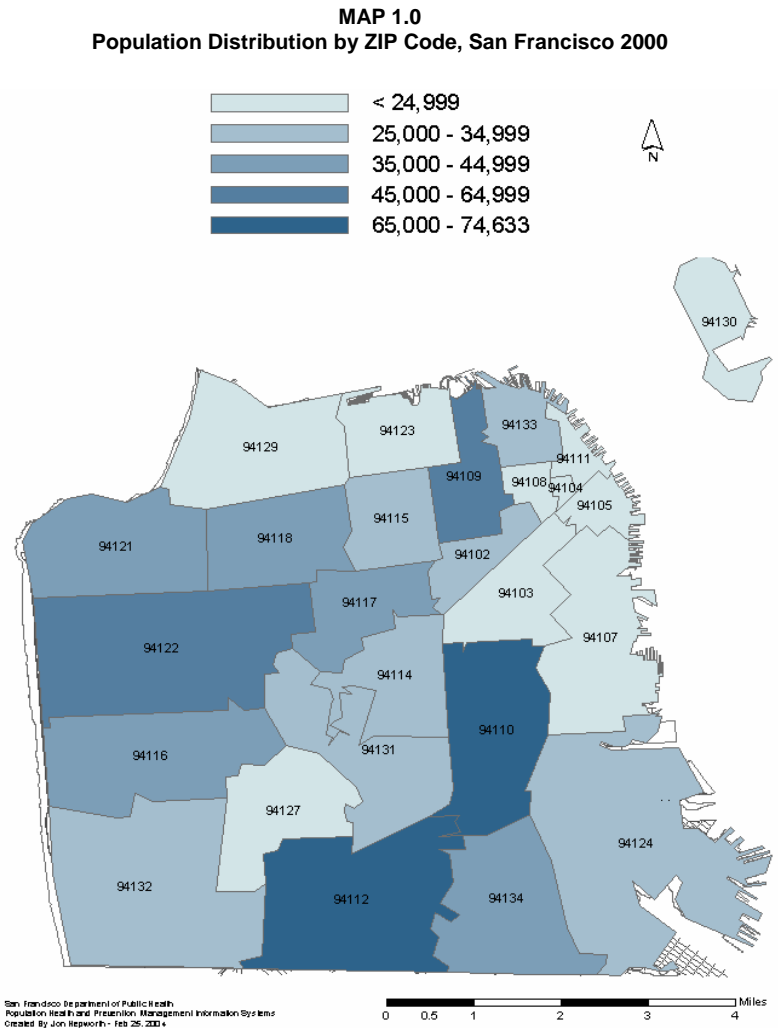 MAP 1.0
Population Distribution by ZIP Code, San Francisco 2000
< 24,999
25,000 - 34,999
35,000 - 44,999
45,000 - 64,999
65,000 - 74,633
N
94130
94129
94123
94133
94109
94111
94108
94104
94105
94115
94118
94121
94102
94103
94117
94107
94122
94114
94110
94131
94116
94127
94124
94132
94112
94134
San Francisco Department of Public Health
Population Health and Prevention Management Information Systems
Created By Jon Hepworth - Feb 25, 2004
Miles
0 0.5 1 2 3 4